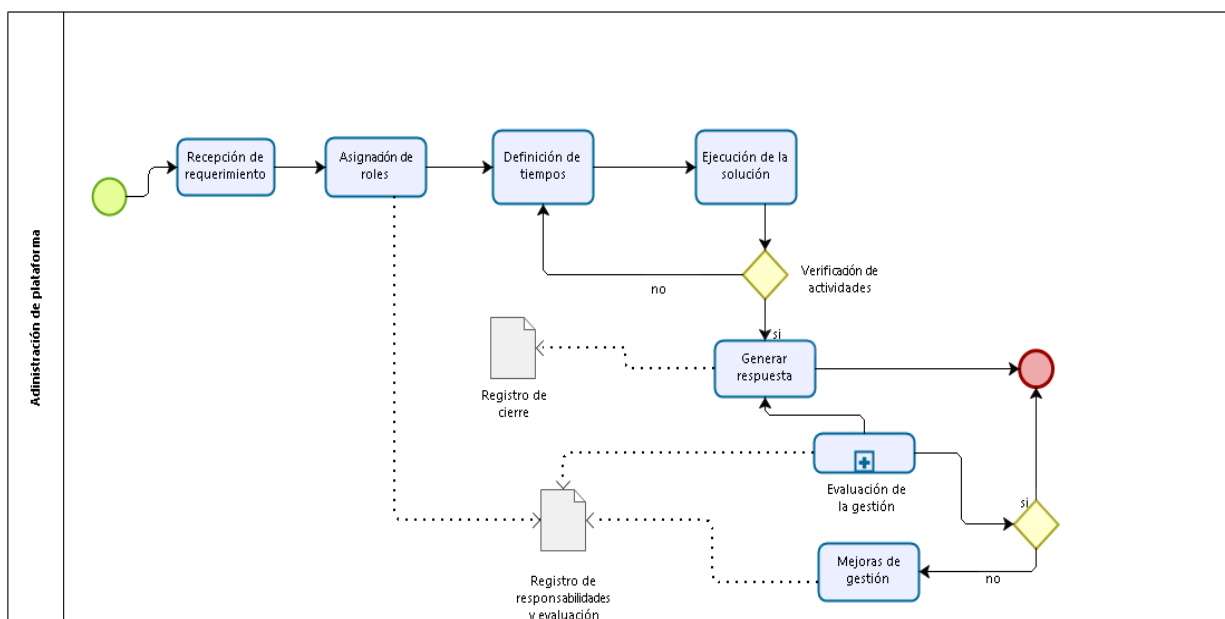 Adinistración de plataforma
Recepción de
requerimiento
Asignación de
roles
Definición de
tiempos
Ejecución de la
solución
Verificación de
actividades
no
si
Generar
respuesta
Registro de
cierre
Evaluación de
la gestión
si
no
Mejoras de
gestión
Registro de
responsabilidades
y evaluación